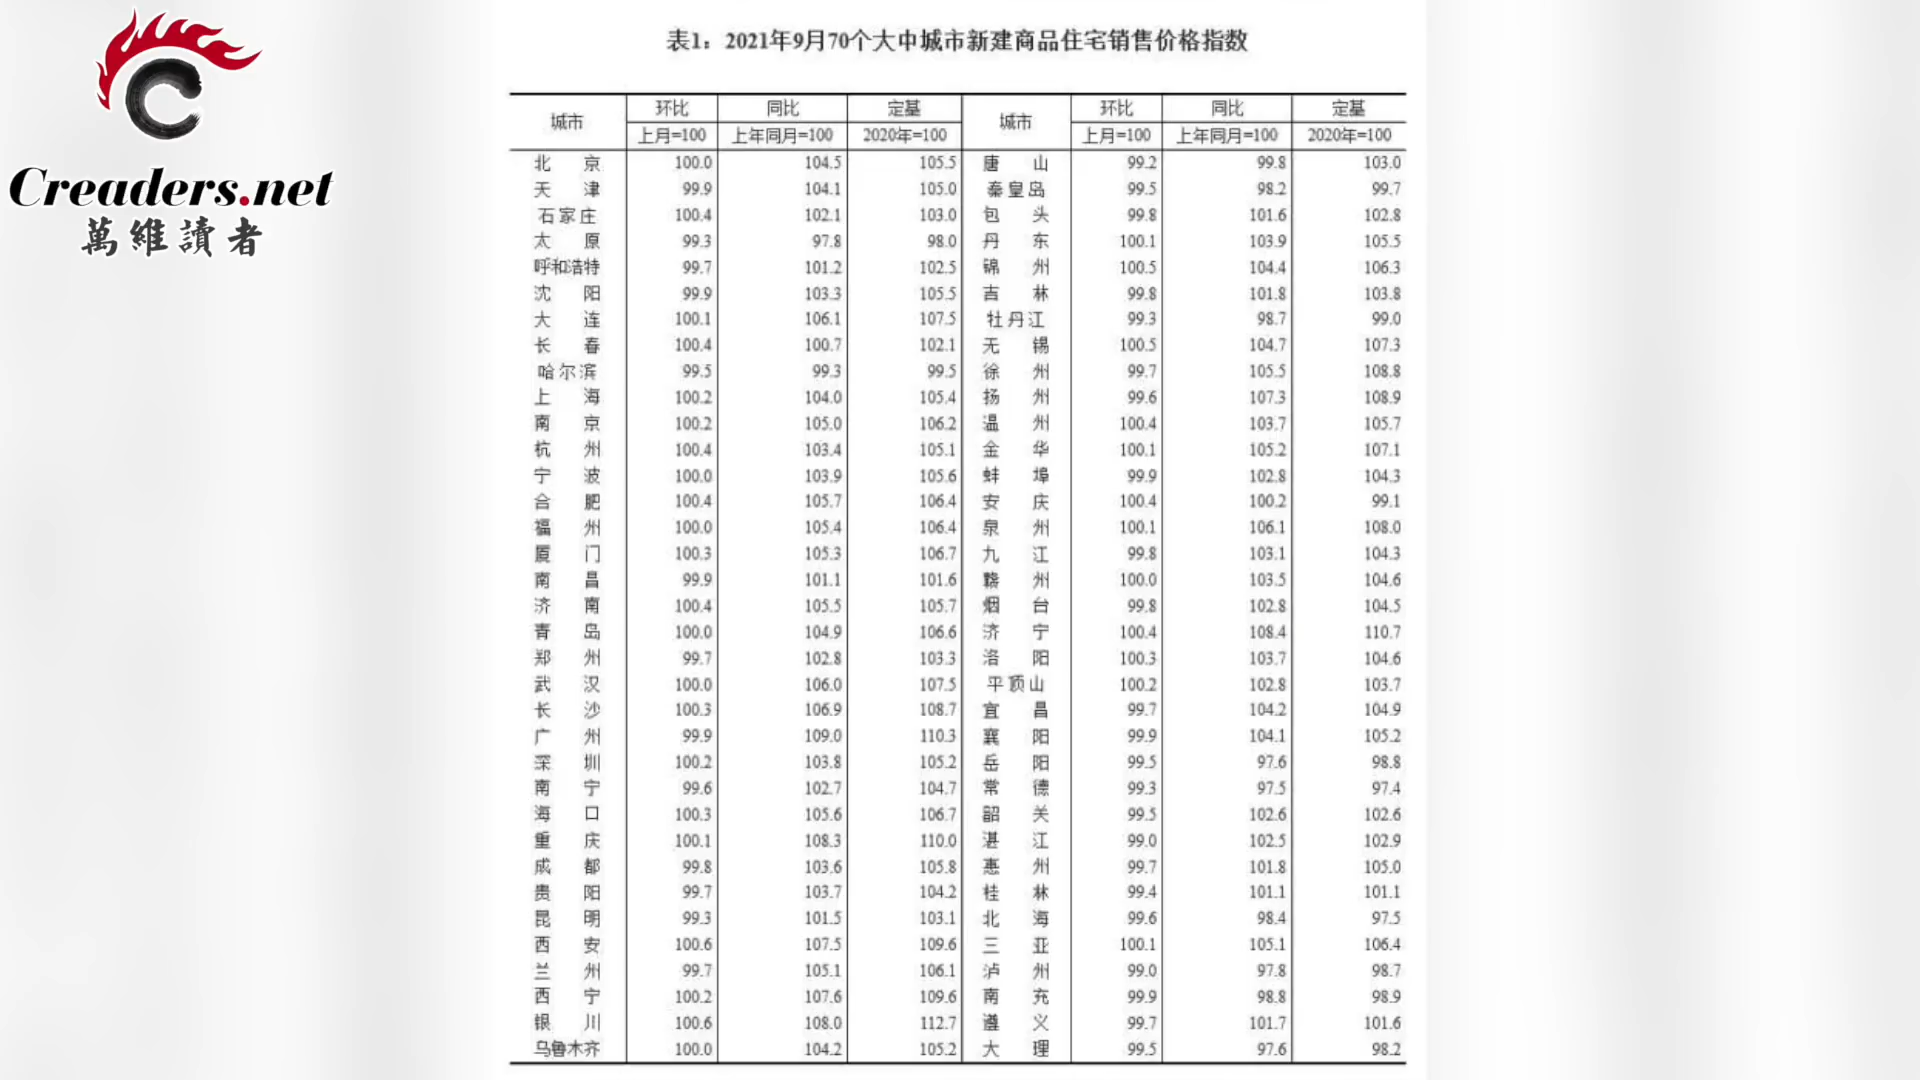 表1：2021年9月70个大中城市新建商品住宅销售价格指数
Creaders.net
萬維讀者
城市 环比 同比 定基 城市 环比 同比 定基
上月=100 上年同月=100 2020年=100 上月=100 上年同月=100 2020年=100
北京 100.0 104.5 105.5 唐山 99.2 99.8 103.0
天津 99.9 104.1 105.0 秦皇岛 99.5 98.2 99.7
石家庄 100.4 102.1 103.0 包头 99.8 101.6 102.8
太原 99.3 97.8 98.0 丹东 100.1 103.9 105.5
呼和浩特 99.7 101.2 102.5 锦州 100.5 104.4 106.3
沈阳 99.9 103.3 105.5 吉林 99.8 101.8 103.8
大连 100.1 106.1 107.5 牡丹江 99.3 98.7 99.0
长春 100.4 100.7 102.1 无锡 100.5 104.7 107.3
哈尔滨 99.5 99.3 99.5 徐州 99.7 105.5 108.8
上海 100.2 104.0 105.4 扬州 99.6 107.3 108.9
南京 100.2 105.0 106.2 温州 100.4 103.7 105.7
杭州 100.4 103.4 105.1 金华 100.1 105.2 107.1
宁波 100.0 103.9 105.6 蚌埠 99.9 102.8 104.3
合肥 100.4 105.7 106.4 安庆 100.4 100.2 99.1
福州 100.0 105.4 106.4 泉州 100.1 106.1 108.0
厦门 100.3 105.3 106.7 九江 99.8 103.1 104.3
南昌 99.9 101.1 101.6 赣州 100.0 103.5 104.6
济南 100.4 105.5 105.7 烟台 99.8 102.8 104.5
青岛 100.0 104.9 106.6 济宁 100.4 108.4 110.7
郑州 99.7 102.8 103.3 洛阳 100.3 103.7 104.6
武汉 100.0 106.0 107.5 平顶山 100.2 102.8 103.7
长沙 100.3 106.9 108.7 宜昌 99.7 104.2 104.9
广州 99.9 109.0 110.3 襄阳 99.9 104.1 105.2
深圳 100.2 103.8 105.2 岳阳 99.5 97.6 98.8
南宁 99.6 102.7 104.7 常德 99.3 97.5 97.4
海口 100.3 105.6 106.7 韶关 99.5 102.6 102.6
重庆 100.1 108.3 110.0 湛江 99.0 102.5 102.9
成都 99.8 103.6 105.8 惠州 99.7 101.8 105.0
贵阳 99.7 103.7 104.2 桂林 99.4 101.1 101.1
昆明 99.3 101.5 103.1 北海 99.6 98.4 97.5
西安 100.6 107.5 109.6 三亚 100.1 105.1 106.4
兰州 99.7 105.1 106.1 泸州 99.0 97.8 98.7
西宁 100.2 107.6 109.6 南充 99.9 98.8 98.9
银川 100.6 108.0 112.7 遵义 99.7 101.7 101.6
乌鲁木齐 100.0 104.2 105.2 大理 99.5 97.6 98.2